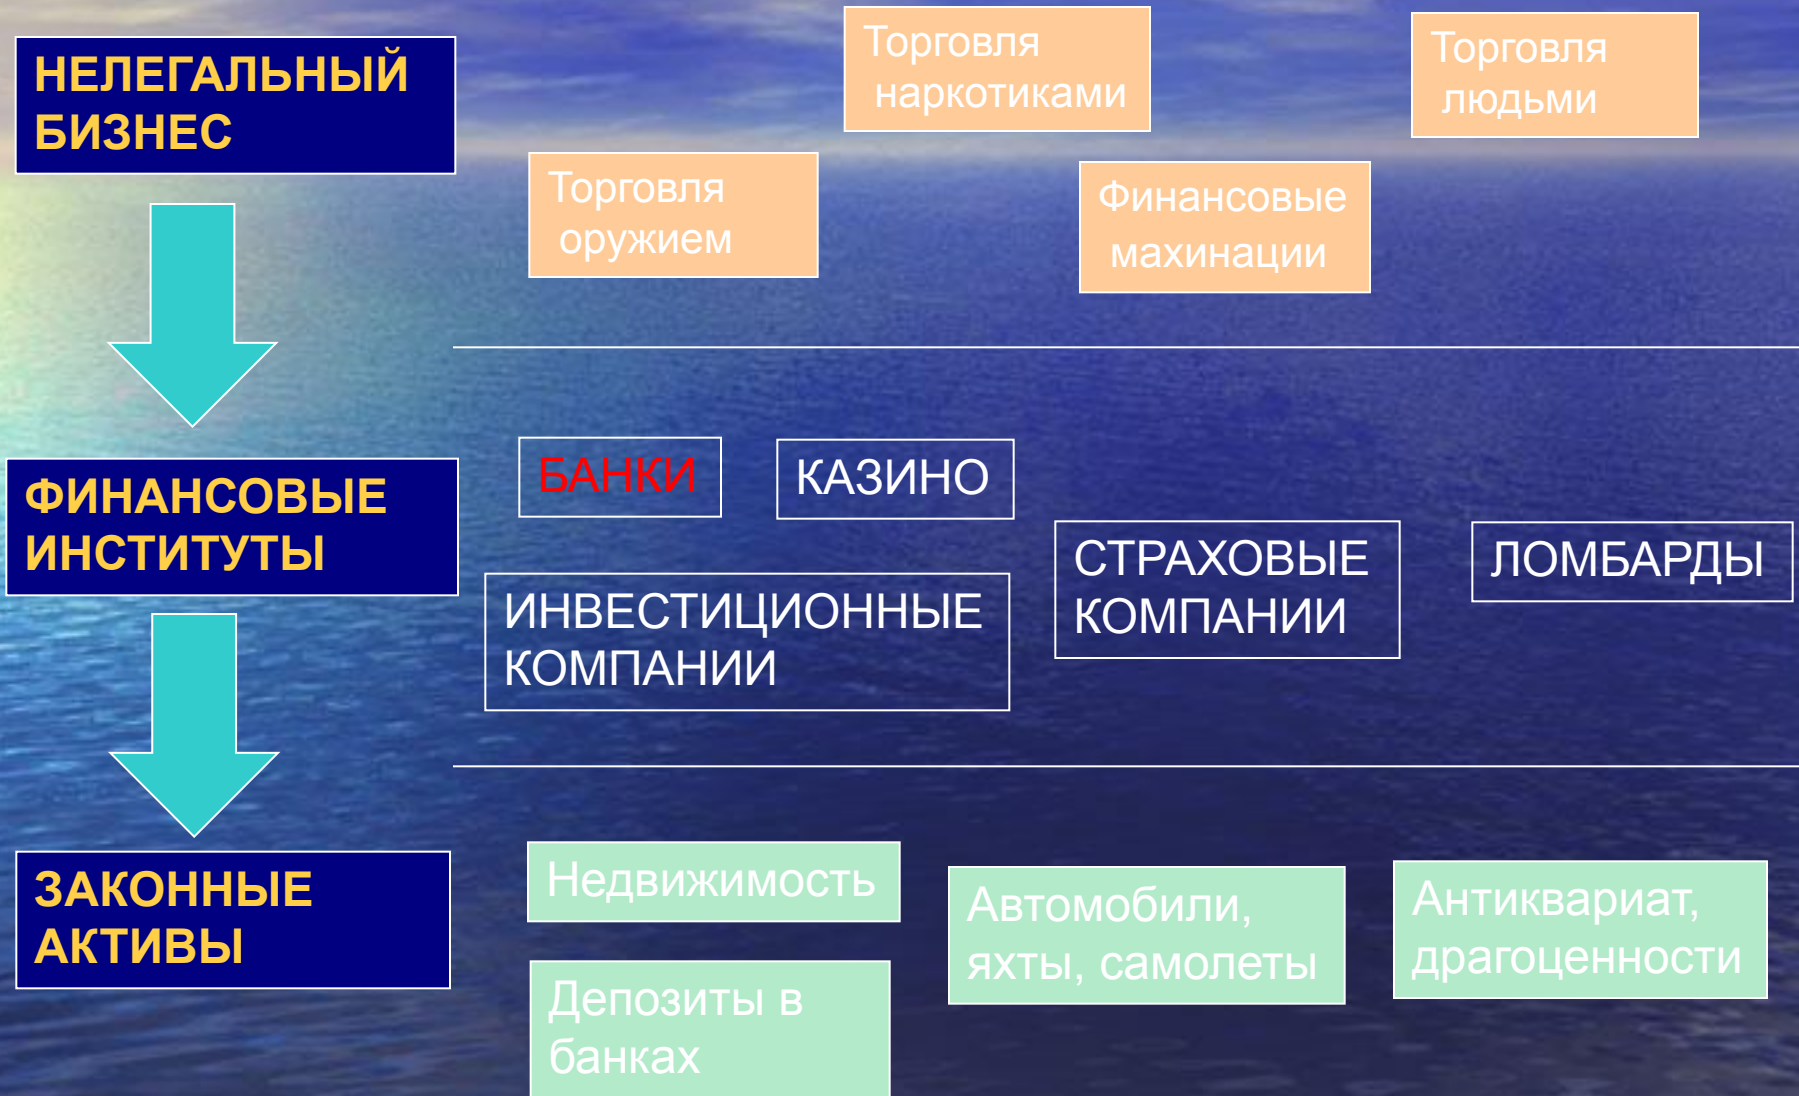 НЕЛЕГАЛЬНЫЙ
БИЗНЕС
Торговля
наркотиками
Торговля
людьми
Торговля
оружием
Финансовые
махинации
ФИНАНСОВЫЕ
ИНСТИТУТЫ
БАНКИ
КАЗИНО
СТРАХОВЫЕ
КОМПАНИИ
ЛОМБАРДЫ
ИНВЕСТИЦИОННЫЕ
КОМПАНИИ
ЗАКОННЫЕ
АКТИВЫ
Недвижимость
Автомобили,
яхты, самолеты
Антиквариат,
драгоценности
Депозиты в
банках